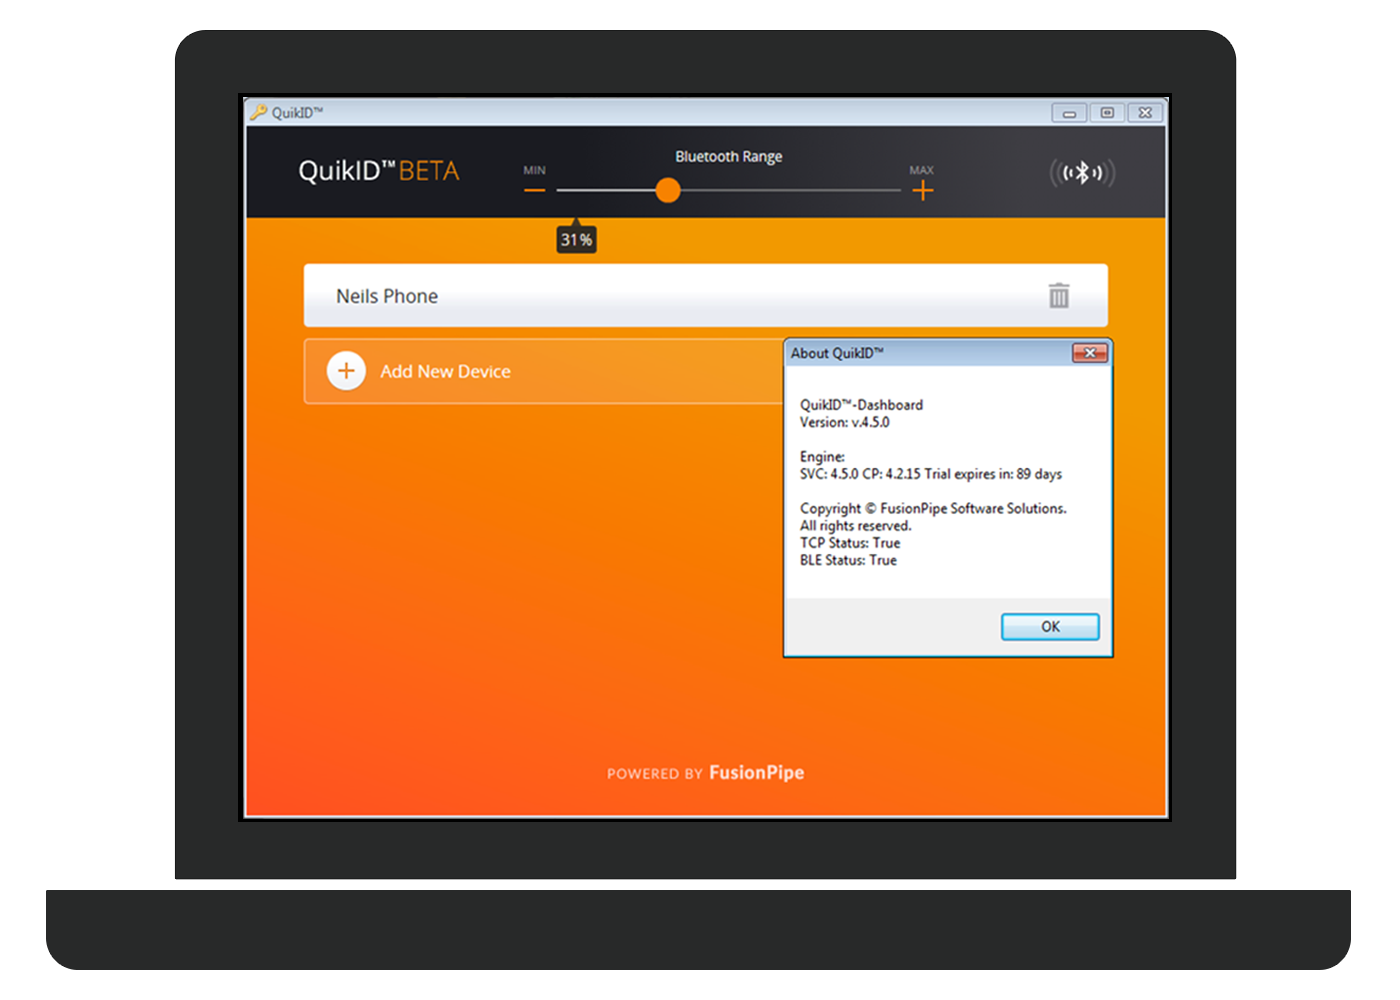 QuikID™
QuikID™BETA
MIN
Bluetooth Range
MAX
31%
Neils Phone
Add New Device
About QuikID™
QuikID™-Dashboard
Version: v.4.5.0
Engine:
SVC: 4.5.0 CP: 4.2.15 Trial expires in: 89 days
Copyright © FusionPipe Software Solutions.
All rights reserved.
TCP Status: True
BLE Status: True
OK
POWERED BY FusionPipe